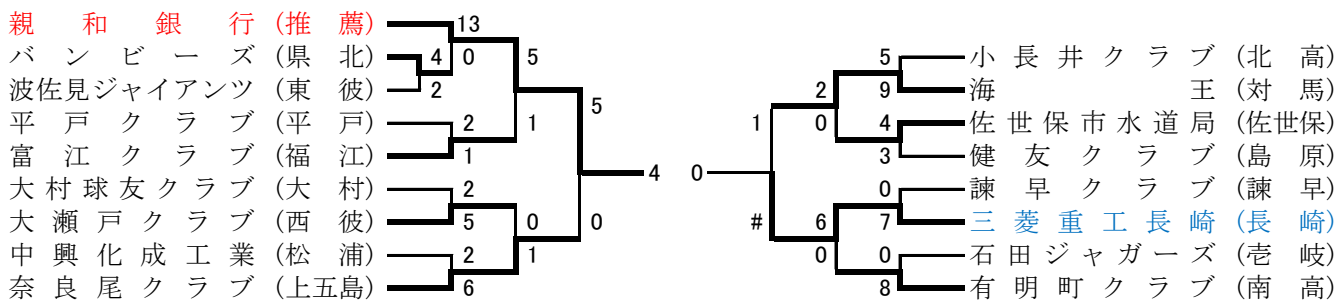 親和銀行(推薦)
13
バンビーズ(県北)
4
0
5
波佐見ジャイアンツ(東彼)
2
5
平戸クラブ(平戸)
2
1
富江クラブ(福江)
1
4
大村球友クラブ(大村)
2
大瀬戸クラブ(西彼)
5
0
0
中興化成工業(松浦)
2
1
奈良尾クラブ(上五島)
6
5
小長井クラブ(北高)
2
9
海王(対馬)
1
0
4
佐世保市水道局(佐世保)
3
健友クラブ(島原)
0
0
諫早クラブ(諫早)
#
6
7
三菱重工長崎(長崎)
0
0
石田ジャガーズ(壱岐)
8
有明町クラブ(南高)